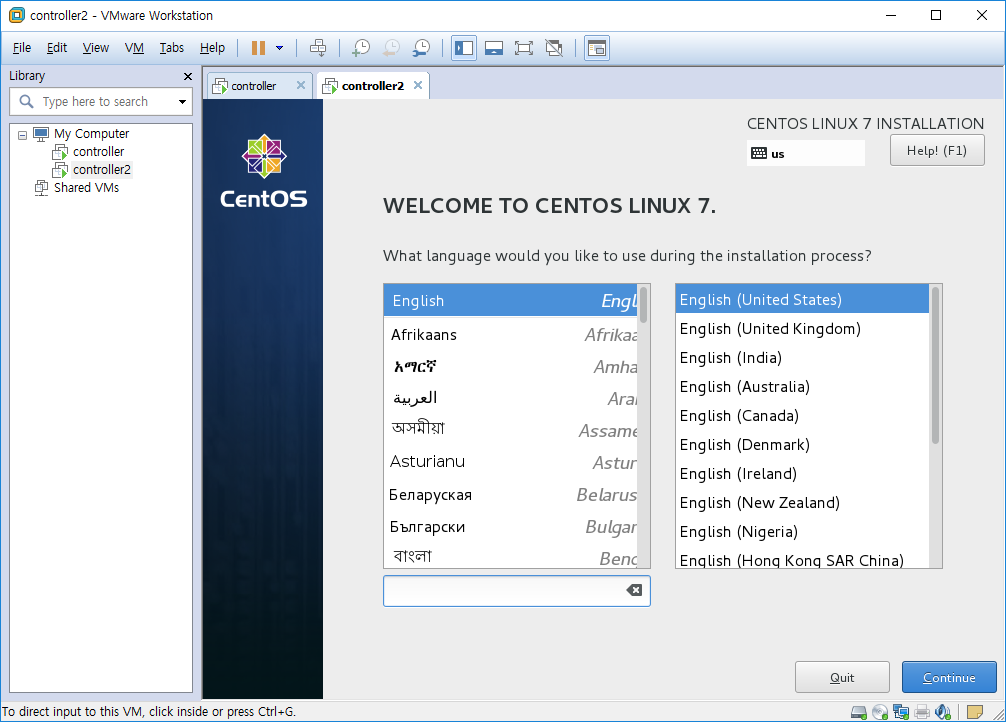 controller2 - VMware Workstation
File Edit View VM Tabs Help
Library
Type here to search
My Computer
controller
controller2
Shared VMs
controller
controller2
CentOS
CENTOS LINUX 7 INSTALLATION
us
Help! (F1)
WELCOME TO CENTOS LINUX 7.
What language would you like to use during the installation process?
English Engl
Afrikaans Afrikaa
አማርኛ Amha
العربية Ara
অসমীয়া Assame
Asturianu Astur
Беларуская Belarus
Български Bulgar
বাংলা Beng
English (United States)
English (United Kingdom)
English (India)
English (Australia)
English (Canada)
English (Denmark)
English (Ireland)
English (New Zealand)
English (Nigeria)
English (Hong Kong SAR China)
Quit
Continue
To direct input to this VM, click inside or press Ctrl+G.